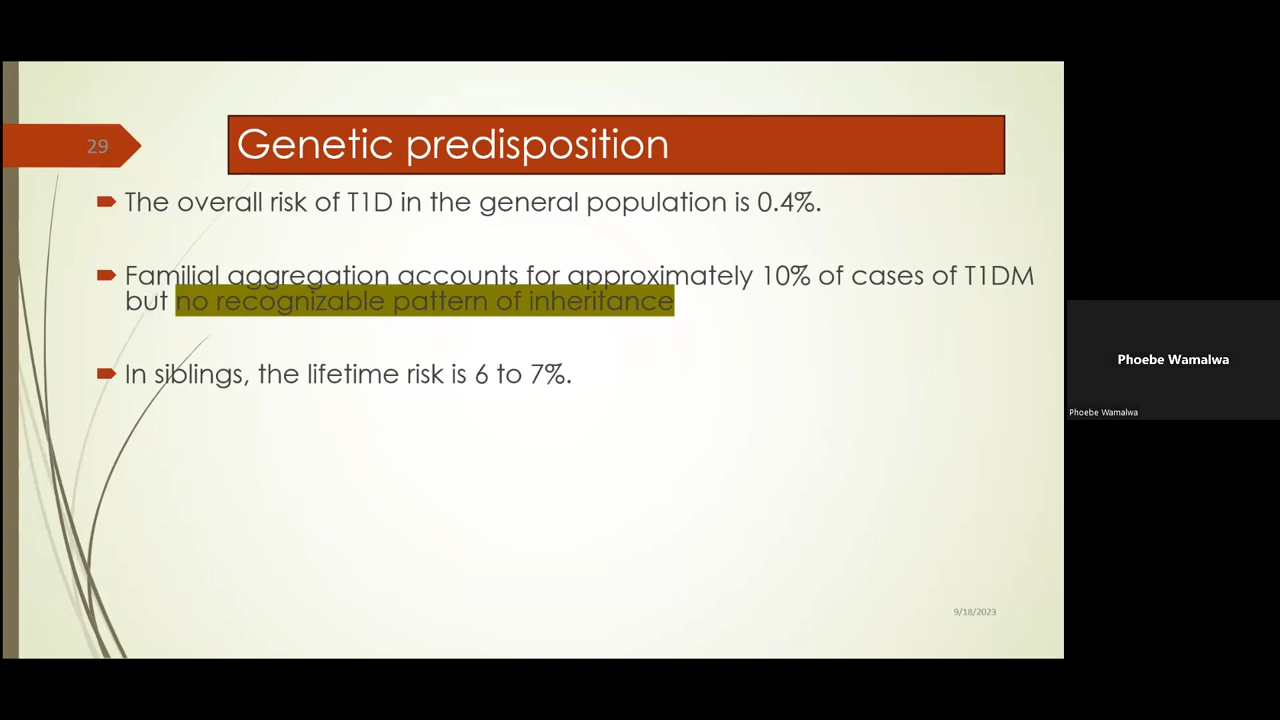 29
Genetic predisposition
The overall risk of T1D in the general population is 0.4%.
Familial aggregation accounts for approximately 10% of cases of T1DM
but no recognizable pattern of inheritance
In siblings, the lifetime risk is 6 to 7%.
9/18/2023
Phoebe Wamalwa
Phoebe Wamalwa